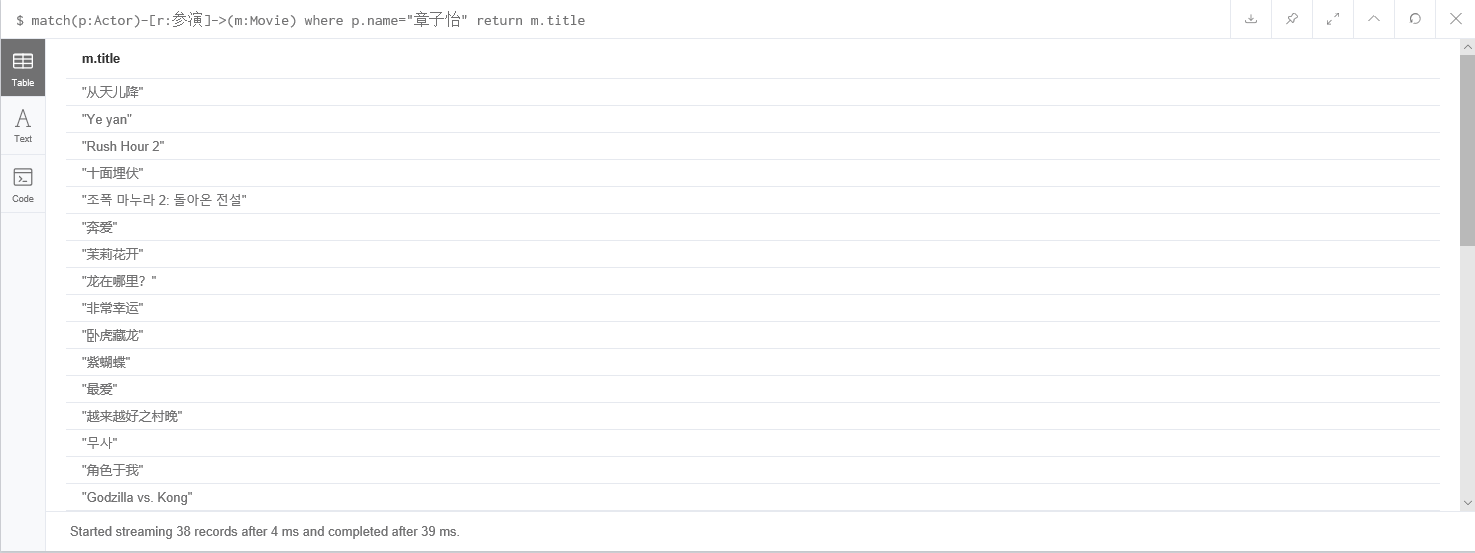 $ match(p:Actor)-[r:参演]->(m:Movie) where p.name="章子怡" return m.title
Table
Text
Code
m.title
"从天儿降"
"Ye yan"
"Rush Hour 2"
"十面埋伏"
"조폭 마누라 2: 돌아온 전설"
"奔爱"
"茉莉花开"
"龙在哪里？"
"非常幸运"
"卧虎藏龙"
"紫蝴蝶"
"最爱"
"越来越好之村晚"
"무사"
"角色于我"
"Godzilla vs. Kong"
Started streaming 38 records after 4 ms and completed after 39 ms.